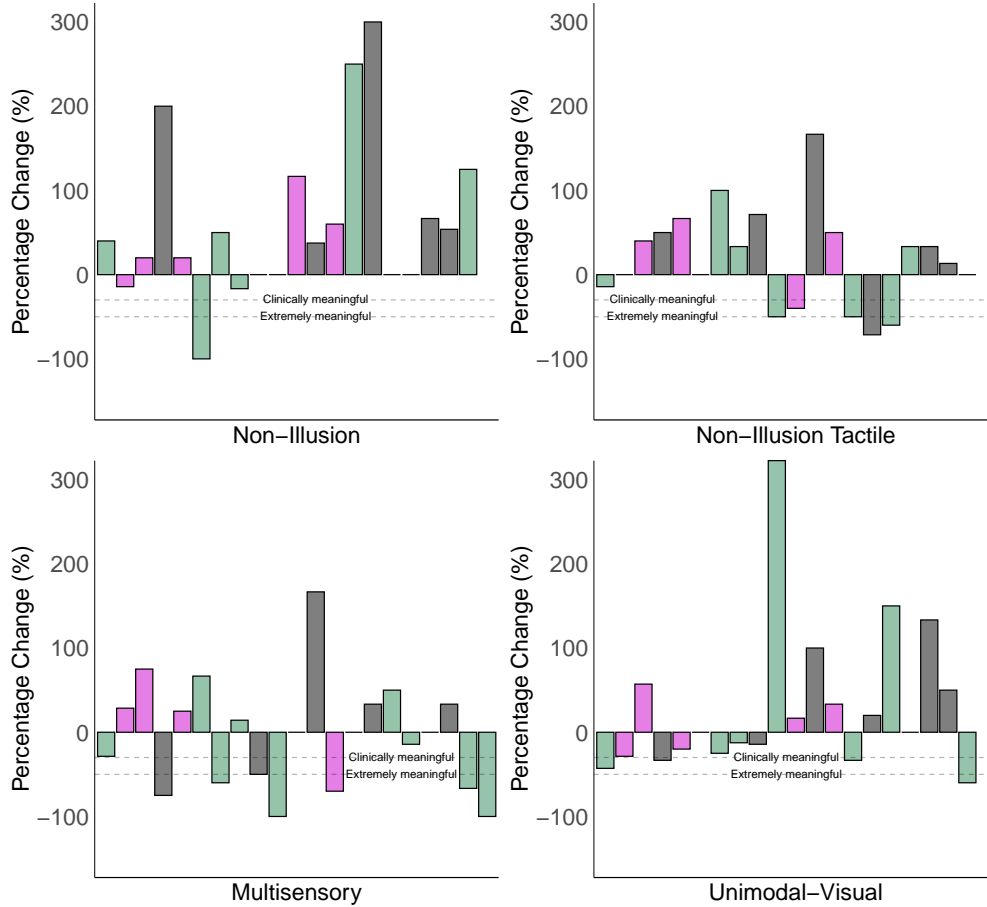 Percentage Change (%)
300
200
100
0
−100
Clinically meaningful
Extremely meaningful
Non−Illusion
Percentage Change (%)
300
200
100
0
−100
Clinically meaningful
Extremely meaningful
Non−Illusion Tactile
Percentage Change (%)
300
200
100
0
−100
Clinically meaningful
Extremely meaningful
Multisensory
Percentage Change (%)
300
200
100
0
−100
Clinically meaningful
Extremely meaningful
Unimodal−Visual